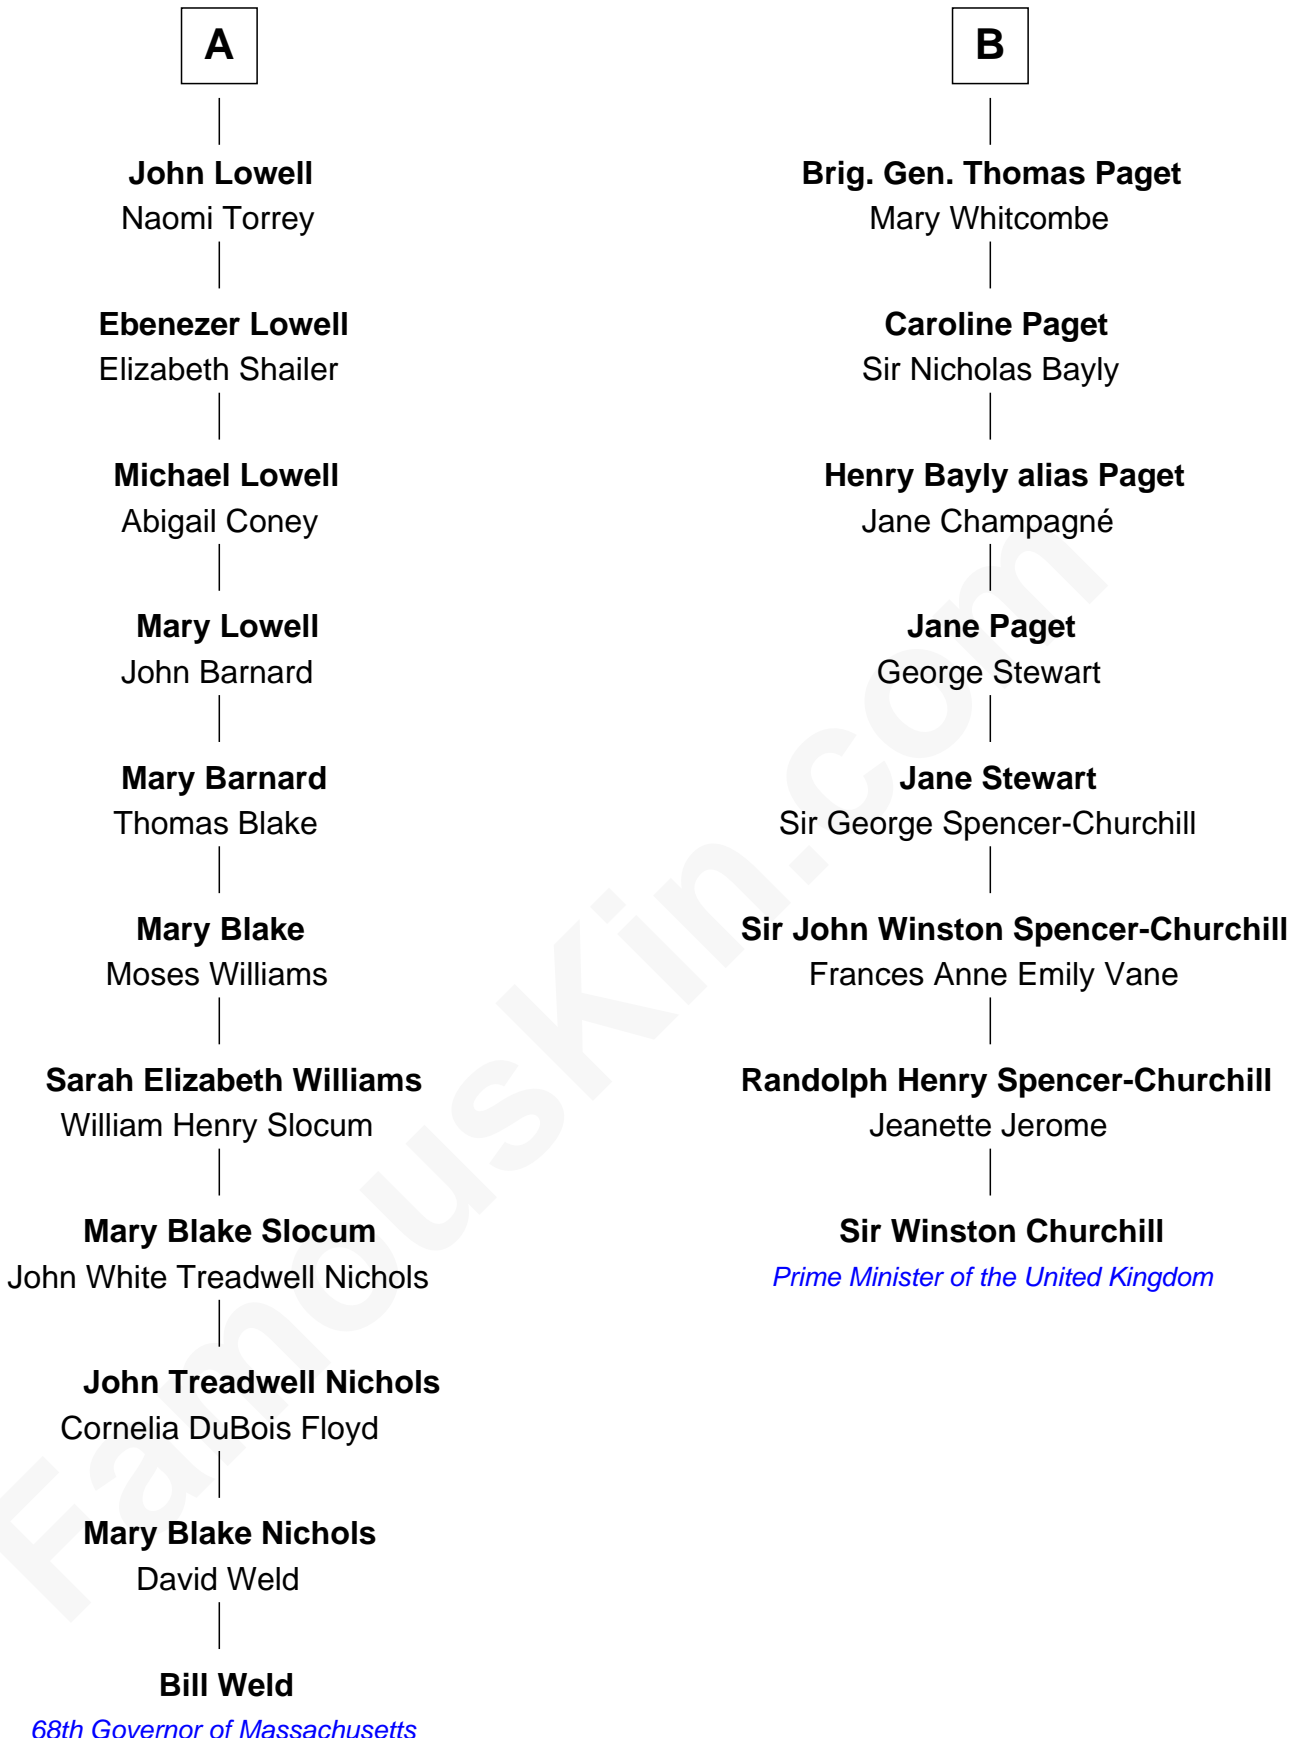 A
John Lowell
Naomi Torrey
Ebenezer Lowell
Elizabeth Shailer
Michael Lowell
Abigail Coney
Mary Lowell
John Barnard
Mary Barnard
Thomas Blake
Mary Blake
Moses Williams
Sarah Elizabeth Williams
William Henry Slocum
Mary Blake Slocum
John White Treadwell Nichols
John Treadwell Nichols
Cornelia DuBois Floyd
Mary Blake Nichols
David Weld
Bill Weld
68th Governor of Massachusetts
B
Brig. Gen. Thomas Paget
Mary Whitcombe
Caroline Paget
Sir Nicholas Bayly
Henry Bayly alias Paget
Jane Champagné
Jane Paget
George Stewart
Jane Stewart
Sir George Spencer-Churchill
Sir John Winston Spencer-Churchill
Frances Anne Emily Vane
Randolph Henry Spencer-Churchill
Jeanette Jerome
Sir Winston Churchill
Prime Minister of the United Kingdom
FamousKin.com